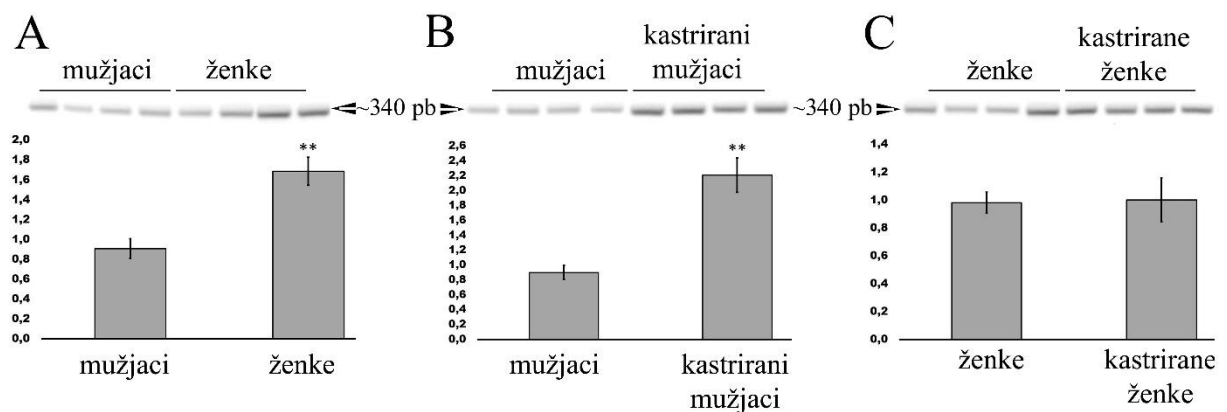 A
mužjaci ženke
~340 pb
2,0
1,8
1,6
1,4
1,2
1,0
0,8
0,6
0,4
0,2
0,0
**
mužjaci ženke
B
mužjaci kastrirani
mužjaci
~340 pb
2,6
2,4
2,2
2,0
1,8
1,6
1,4
1,2
1,0
0,8
0,6
0,4
0,2
0,0
**
mužjaci kastrirani
mužjaci
C
ženke kastrirane
ženke
1,4
1,2
1,0
0,8
0,6
0,4
0,2
0,0
ženke kastrirane
ženke